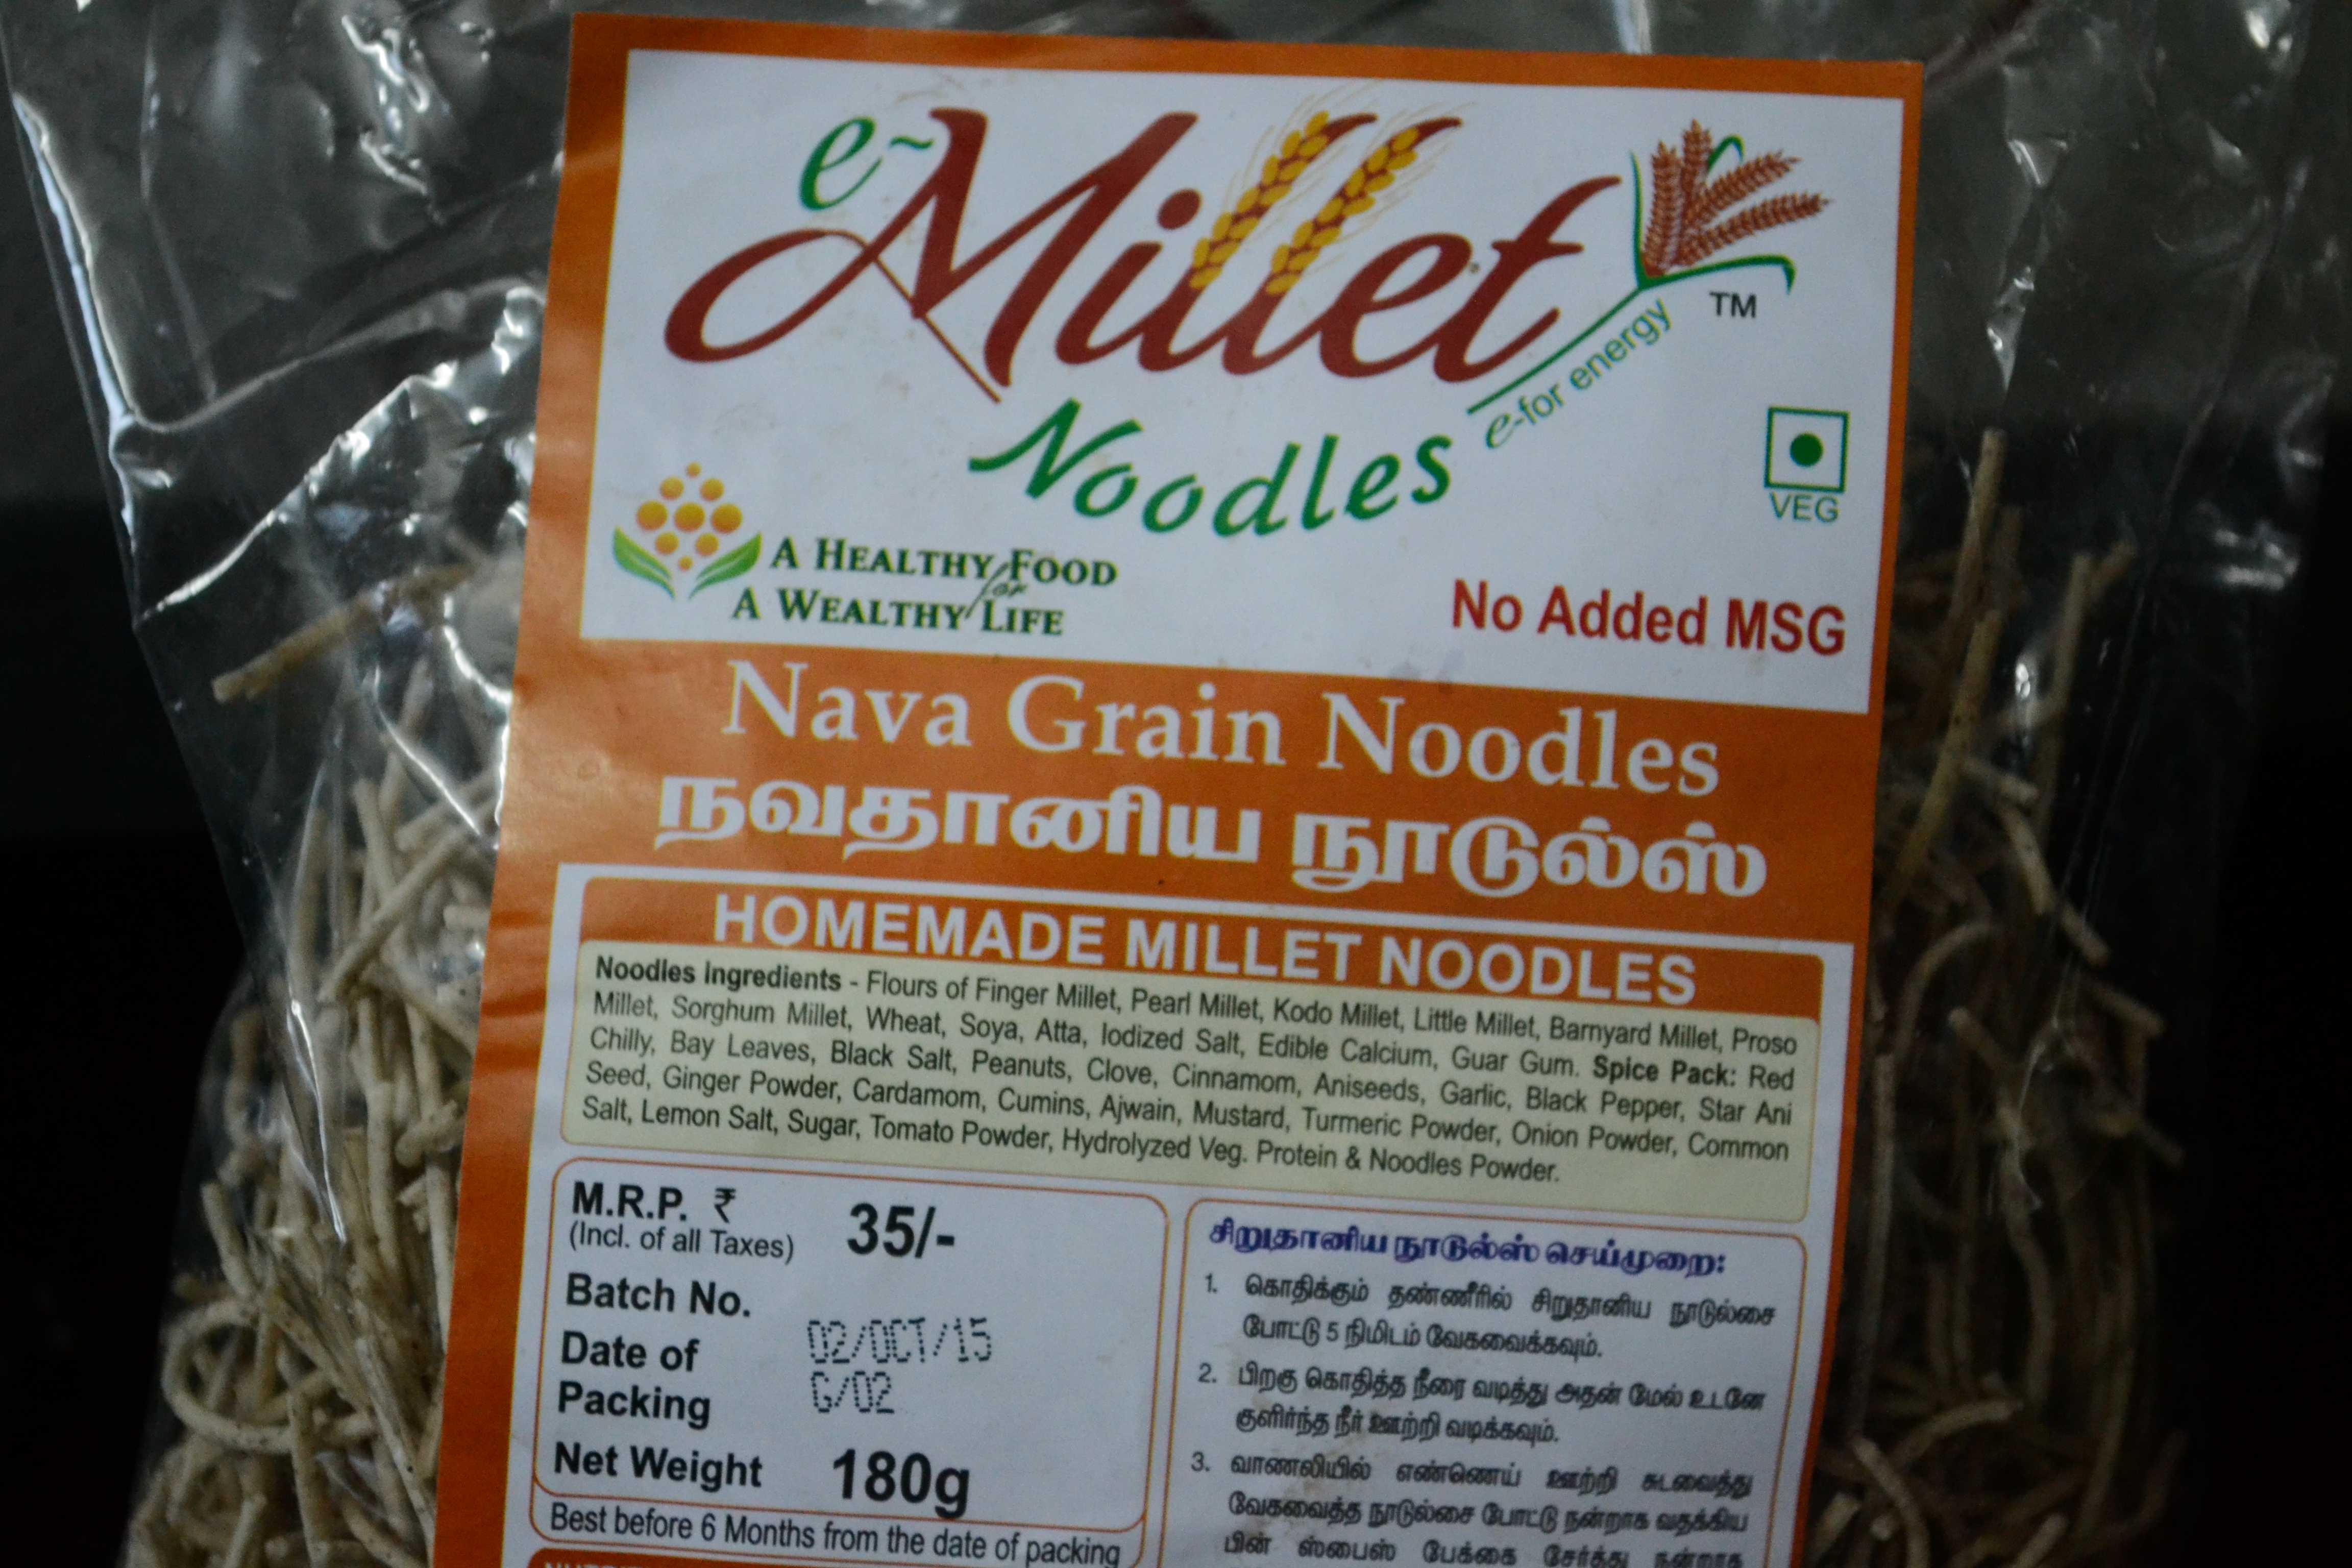 e~Millet
TM
e-for energy
Noodles
VEG
A HEALTHY FOOD
for
A WEALTHY LIFE
No Added MSG
Nava Grain Noodles
நவதானிய நூடுல்ஸ்
HOMEMADE MILLET NOODLES
Noodles Ingredients - Flours of Finger Millet, Pearl Millet, Kodo Millet, Little Millet, Barnyard Millet, Proso
Millet, Sorghum Millet, Wheat, Soya, Atta, Iodized Salt, Edible Calcium, Guar Gum. Spice Pack: Red
Chilly, Bay Leaves, Black Salt, Peanuts, Clove, Cinnamom, Aniseeds, Garlic, Black Pepper, Star Ani
Seed, Ginger Powder, Cardamom, Cumins, Ajwain, Mustard, Turmeric Powder, Onion Powder, Common
Salt, Lemon Salt, Sugar, Tomato Powder, Hydrolyzed Veg. Protein & Noodles Powder.
M.R.P. ₹ 35/-
(Incl. of all Taxes)
Batch No.
Date of 02/OCT/15
Packing G/02
Net Weight 180g
Best before 6 Months from the date of packing
சிறுதானிய நூடுல்ஸ் செய்முறை:
1. கொதிக்கும் தண்ணீரில் சிறுதானிய நூடுல்சை
போட்டு 5 நிமிடம் வேகவைக்கவும்.
2. பிறகு கொதித்த நீரை வடித்து அதன் மேல் உடனே
குளிர்ந்த நீர் ஊற்றி வடிக்கவும்.
3. வாணலியில் எண்ணெய் ஊற்றி சுடவைத்து
வேகவைத்த நூடுல்சை போட்டு நன்றாக வதக்கிய
பின் ஸ்பைஸ் பேக்கை சேர்த்து நன்றாக